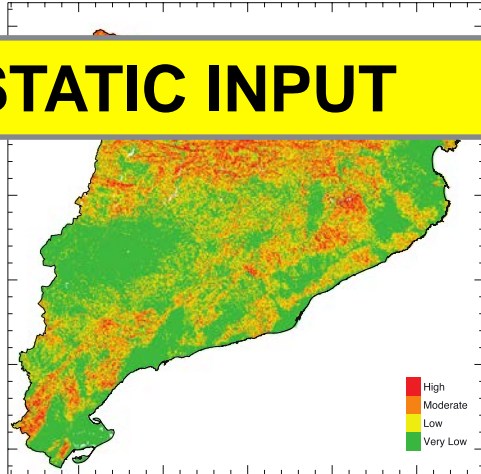 STATIC INPUT
High
Moderate
Low
Very Low